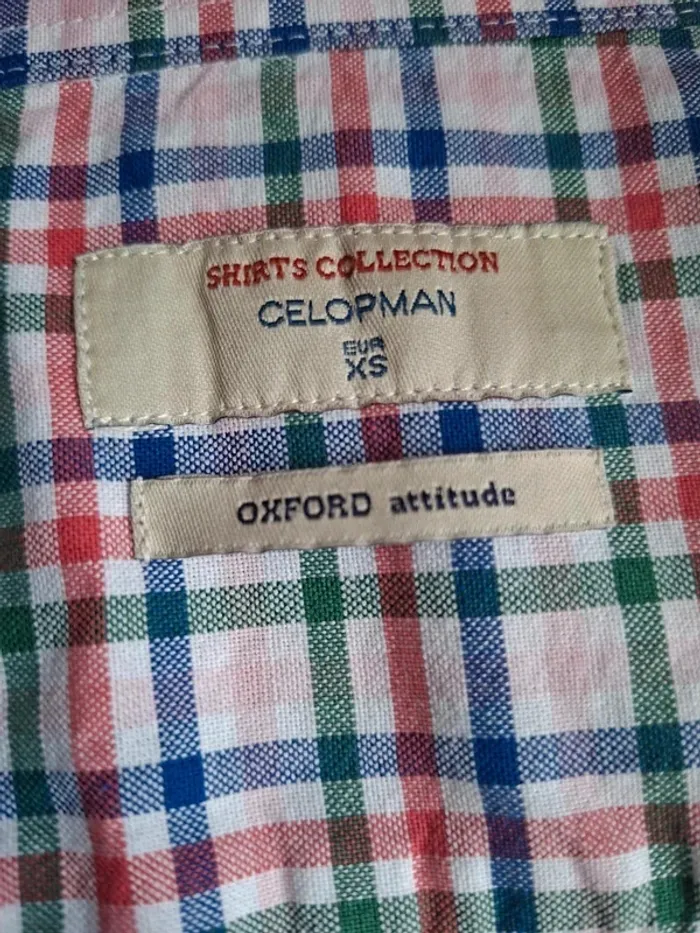 SHIRTS COLLECTION
CELOPMAN
EUR
XS
OXFORD attitude